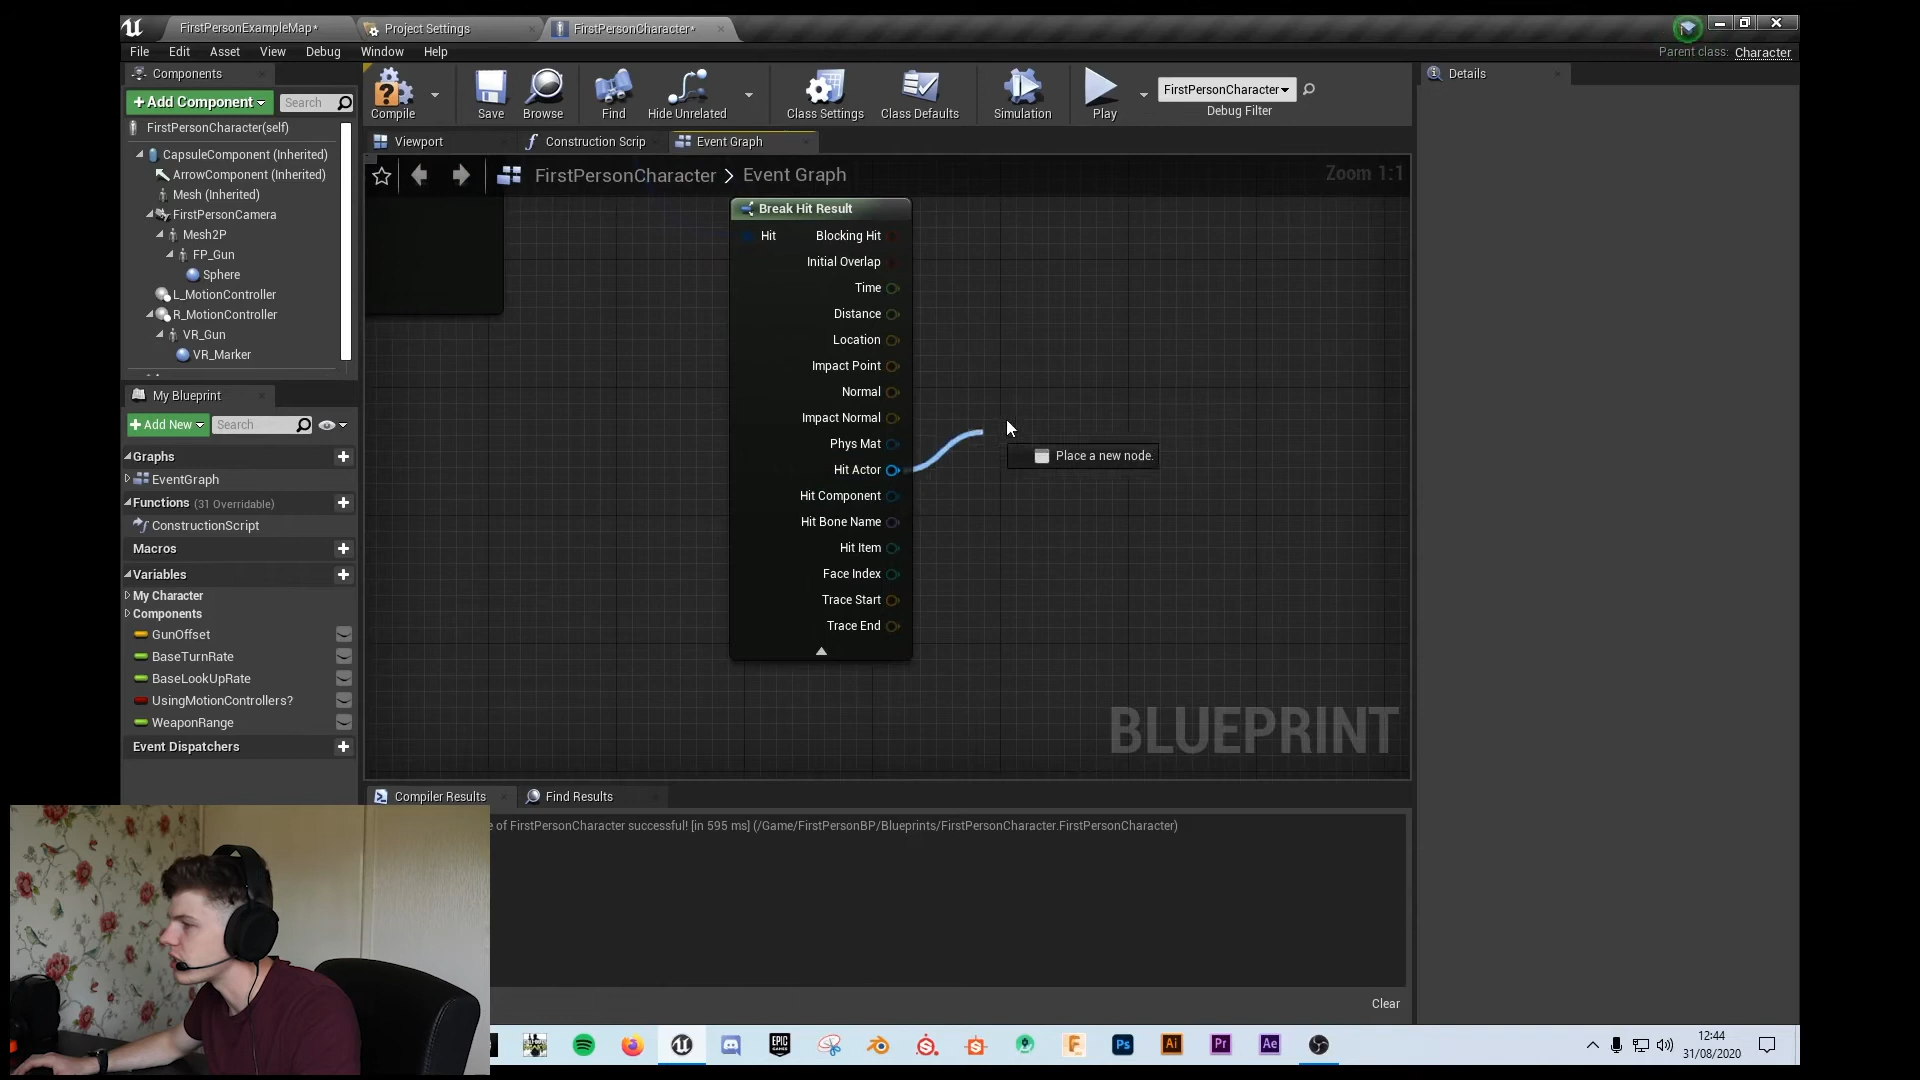 FirstPersonExampleMap*
Project Settings
FirstPersonCharacter*
File Edit Asset View Debug Window Help
Parent class: Character
Components
+Add Component
Search
FirstPersonCharacter(self)
CapsuleComponent (Inherited)
ArrowComponent (Inherited)
Mesh (Inherited)
FirstPersonCamera
Mesh2P
FP_Gun
Sphere
L_MotionController
R_MotionController
VR_Gun
VR_Marker
My Blueprint
+Add New
Search
Graphs
EventGraph
Functions (31 Overridable)
ConstructionScript
Macros
Variables
My Character
Components
GunOffset
BaseTurnRate
BaseLookUpRate
UsingMotionControllers?
WeaponRange
Event Dispatchers
Compile
Save
Browse
Find
Hide Unrelated
Class Settings
Class Defaults
Simulation
Play
FirstPersonCharacter
Debug Filter
Viewport
Construction Scrip
Event Graph
FirstPersonCharacter > Event Graph
Zoom 1:1
Break Hit Result
Hit
Blocking Hit
Initial Overlap
Time
Distance
Location
Impact Point
Normal
Impact Normal
Phys Mat
Hit Actor
Hit Component
Hit Bone Name
Hit Item
Face Index
Trace Start
Trace End
Place a new node.
BLUEPRINT
Compiler Results
Find Results
e of FirstPersonCharacter successful! [in 595 ms] (/Game/FirstPersonBP/Blueprints/FirstPersonCharacter.FirstPersonCharacter)
Clear
Details
EPIC
GAMES
Ps
Ai
Pr
Ae
12:44
31/08/2020